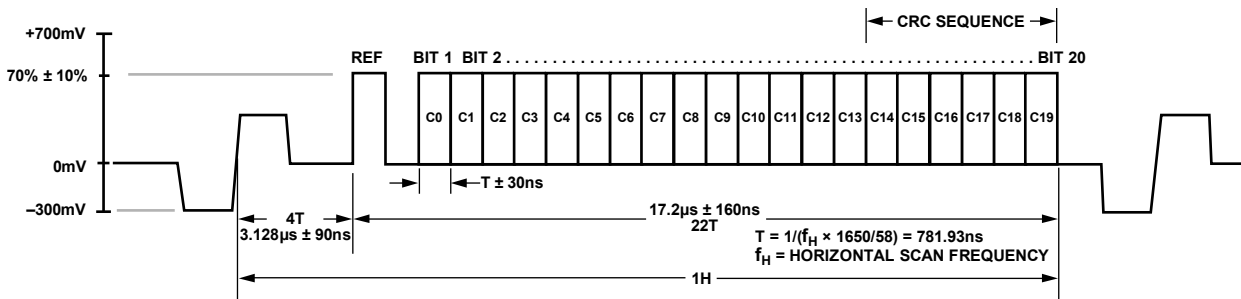 CRC SEQUENCE
+700mV
REF BIT 1 BIT 2 . . . . . . . . . . . . . . . . . . . . . . . . . . . . . . . . . . . . . . . . . . . . . . . . . . . . . . . . . . . . . . . . . BIT 20
70% ± 10%
C0 C1 C2 C3 C4 C5 C6 C7 C8 C9 C10 C11 C12 C13 C14 C15 C16 C17 C18 C19
0mV
T ± 30ns
–300mV
4T
3.128µs ± 90ns
17.2µs ± 160ns
22T
T = 1/(fH × 1650/58) = 781.93ns
fH = HORIZONTAL SCAN FREQUENCY
1H